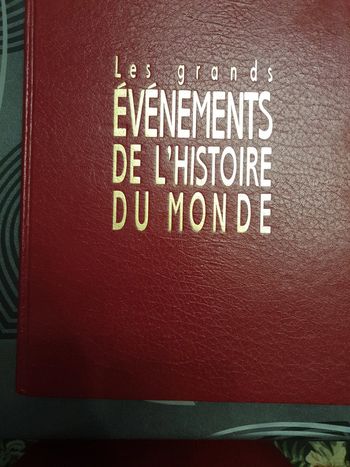 Les grands
ÉVÉNEMENTS
DE L'HISTOIRE
DU MONDE